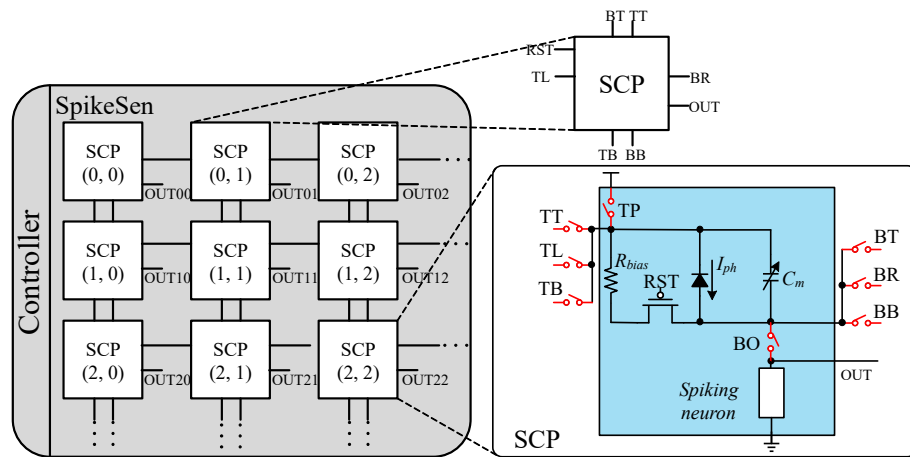 BT TT
RST
TL
SCP
BR
OUT
TB BB
Controller
SpikeSen
SCP
(0, 0)
SCP
(0, 1)
SCP
(0, 2)
...
OUT00
OUT01
OUT02
SCP
(1, 0)
SCP
(1, 1)
SCP
(1, 2)
...
OUT10
OUT11
OUT12
SCP
(2, 0)
SCP
(2, 1)
SCP
(2, 2)
...
OUT20
OUT21
OUT22
TP
TT
TL
TB
Rbias
RST
Iph
Cm
BT
BR
BB
BO
OUT
Spiking
neuron
SCP